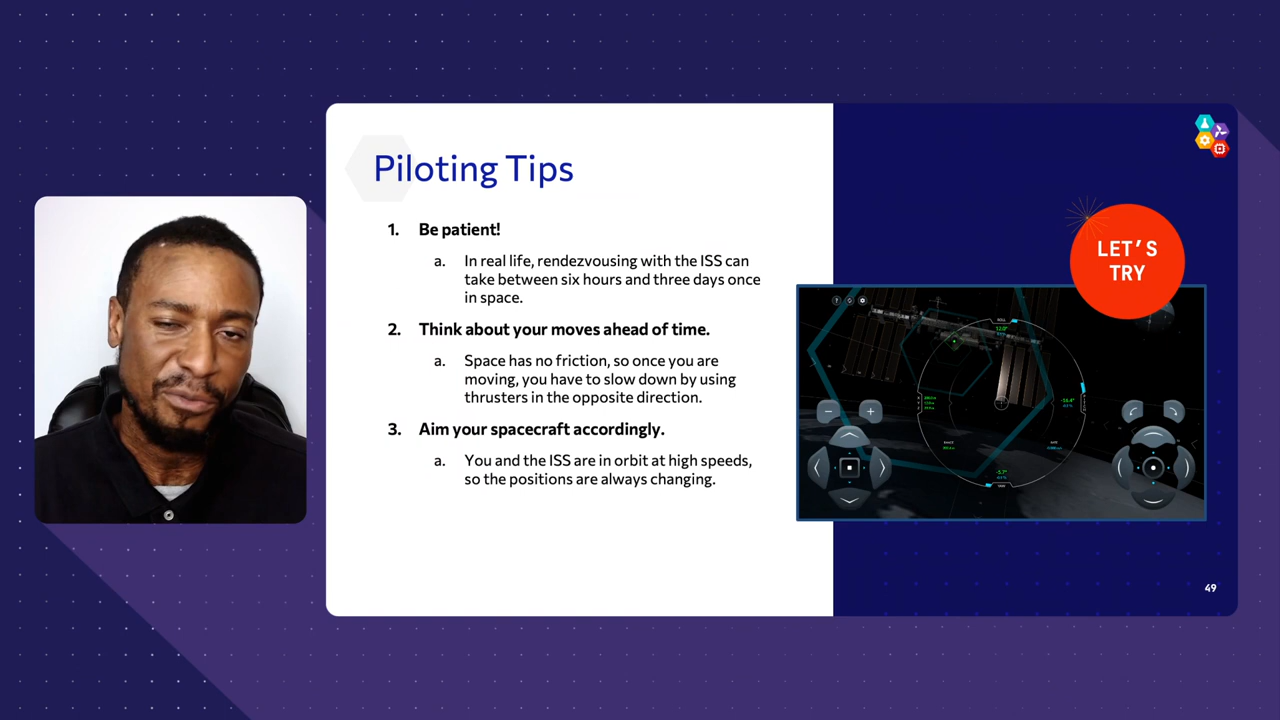 Piloting Tips
1. Be patient!
a. In real life, rendezvousing with the ISS can
take between six hours and three days once
in space.
2. Think about your moves ahead of time.
a. Space has no friction, so once you are
moving, you have to slow down by using
thrusters in the opposite direction.
3. Aim your spacecraft accordingly.
a. You and the ISS are in orbit at high speeds,
so the positions are always changing.
LET'S
TRY
ROLL
12.0°
49